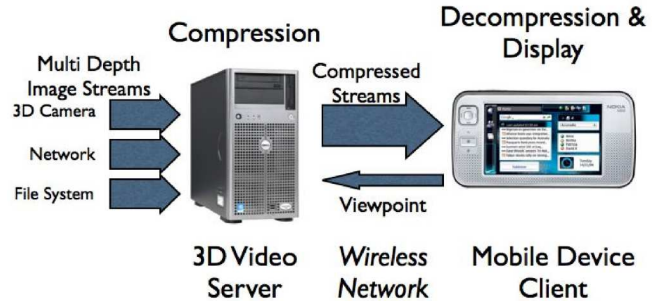 Compression
Decompression &
Display
Multi Depth
Image Streams
3D Camera
Network
File System
Compressed
Streams
Viewpoint
NOKIA
3D Video
Server
Wireless
Network
Mobile Device
Client